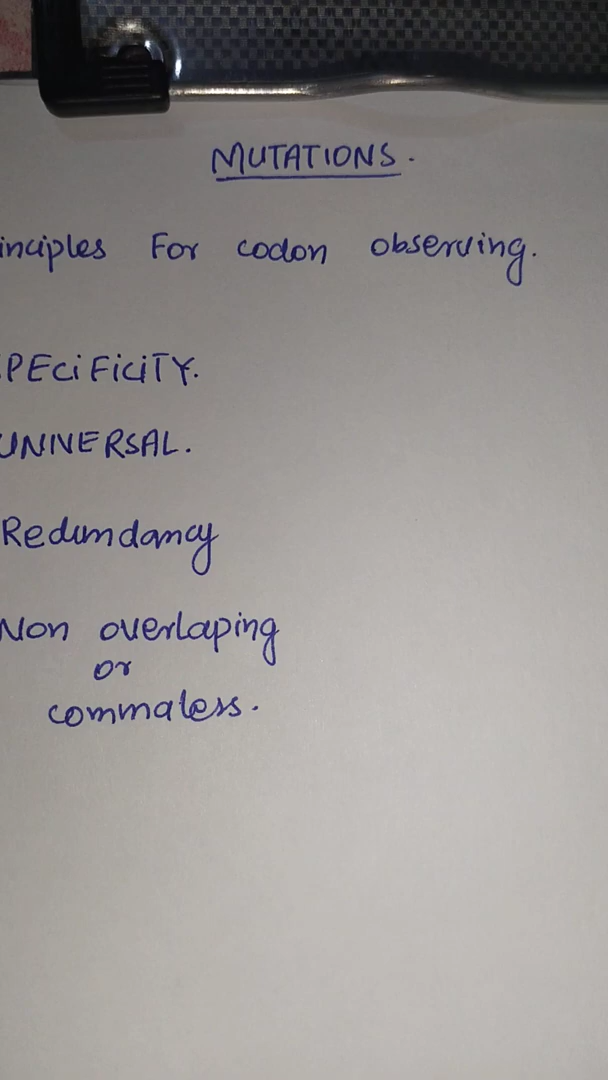 MUTATIONS.
inciples For codon observing.
PECiFiciTY.
UNIVERSAL.
Redundancy
Non overlaping
or
commaless.